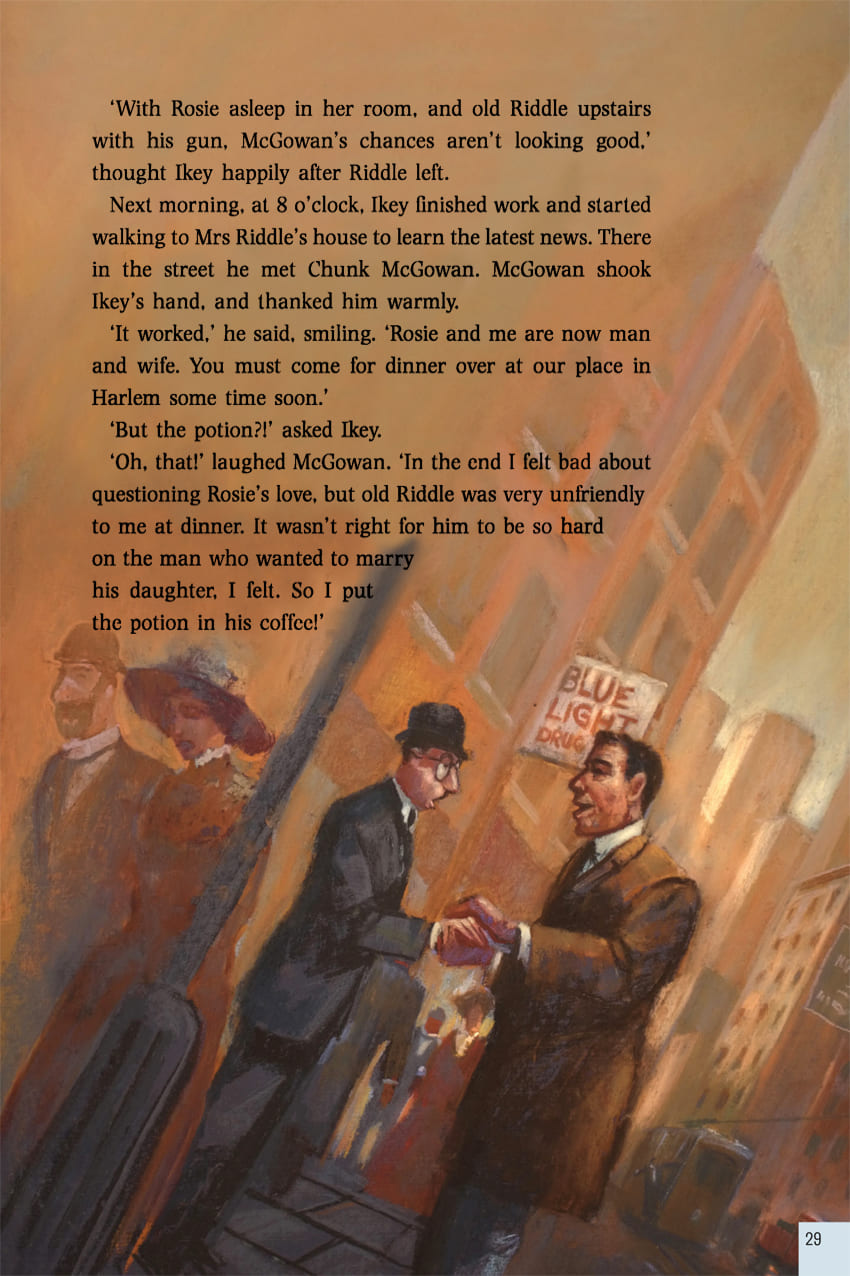 ‘With Rosie asleep in her room, and old Riddle upstairs
with his gun, McGowan’s chances aren’t looking good,’
thought Ikey happily after Riddle left.
Next morning, at 8 o’clock, Ikey finished work and started
walking to Mrs Riddle’s house to learn the latest news. There
in the street he met Chunk McGowan. McGowan shook
Ikey’s hand, and thanked him warmly.
‘It worked,’ he said, smiling. ‘Rosie and me are now man
and wife. You must come for dinner over at our place in
Harlem some time soon.’
‘But the potion?!’ asked Ikey.
‘Oh, that!’ laughed McGowan. ‘In the end I felt bad about
questioning Rosie’s love, but old Riddle was very unfriendly
to me at dinner. It wasn’t right for him to be so hard
on the man who wanted to marry
his daughter, I felt. So I put
the potion in his coffee!’
BLUE
LIGHT
DRUG
29